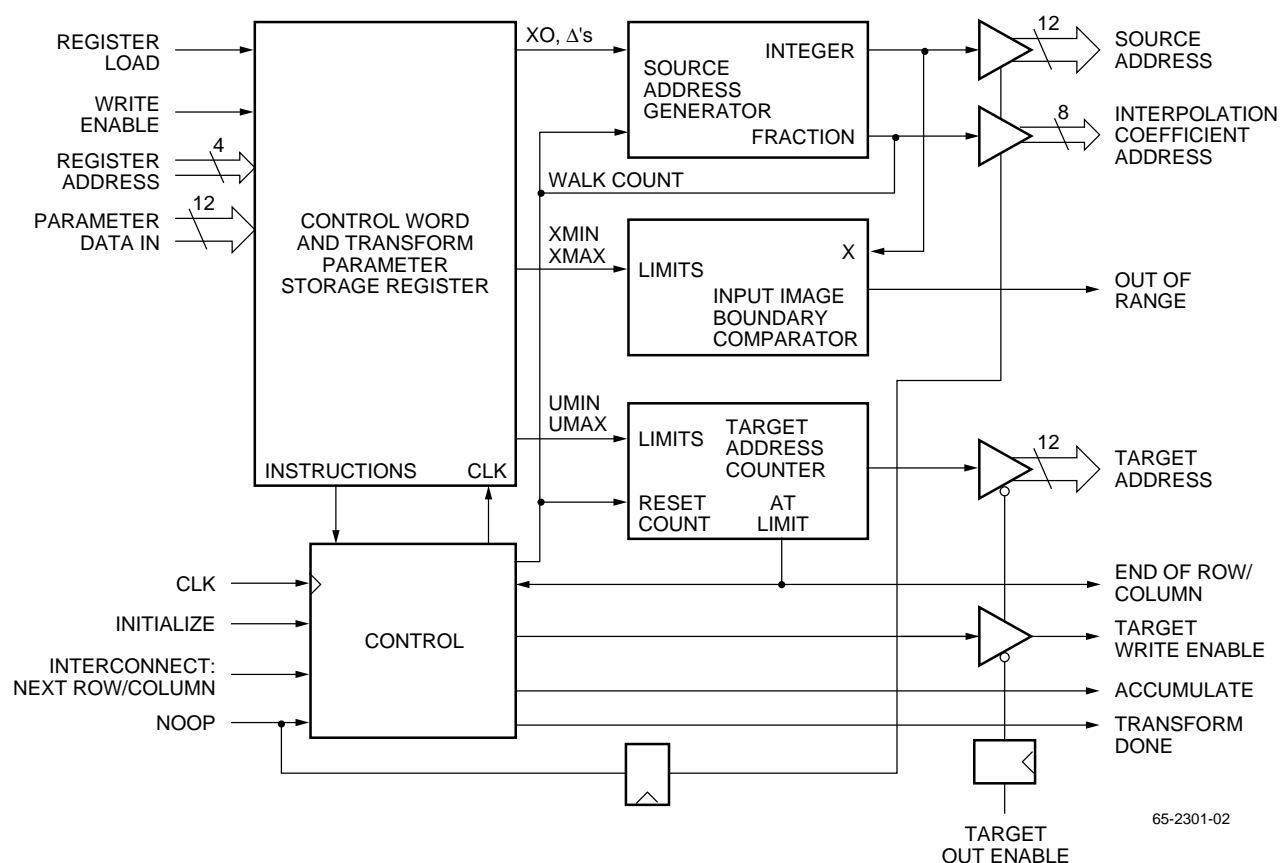 REGISTER
LOAD
WRITE
ENABLE
REGISTER
ADDRESS
4
PARAMETER
DATA IN
12
CONTROL WORD
AND TRANSFORM
PARAMETER
STORAGE REGISTER
INSTRUCTIONS
CLK
XO, Δ's
SOURCE
ADDRESS
GENERATOR
INTEGER
FRACTION
WALK COUNT
12
SOURCE
ADDRESS
8
INTERPOLATION
COEFFICIENT
ADDRESS
XMIN
XMAX
LIMITS
X
INPUT IMAGE
BOUNDARY
COMPARATOR
OUT OF
RANGE
UMIN
UMAX
LIMITS
TARGET
ADDRESS
COUNTER
RESET
COUNT
AT
LIMIT
12
TARGET
ADDRESS
CLK
INITIALIZE
INTERCONNECT:
NEXT ROW/COLUMN
NOOP
CONTROL
END OF ROW/
COLUMN
TARGET
WRITE ENABLE
ACCUMULATE
TRANSFORM
DONE
TARGET
OUT ENABLE
65-2301-02